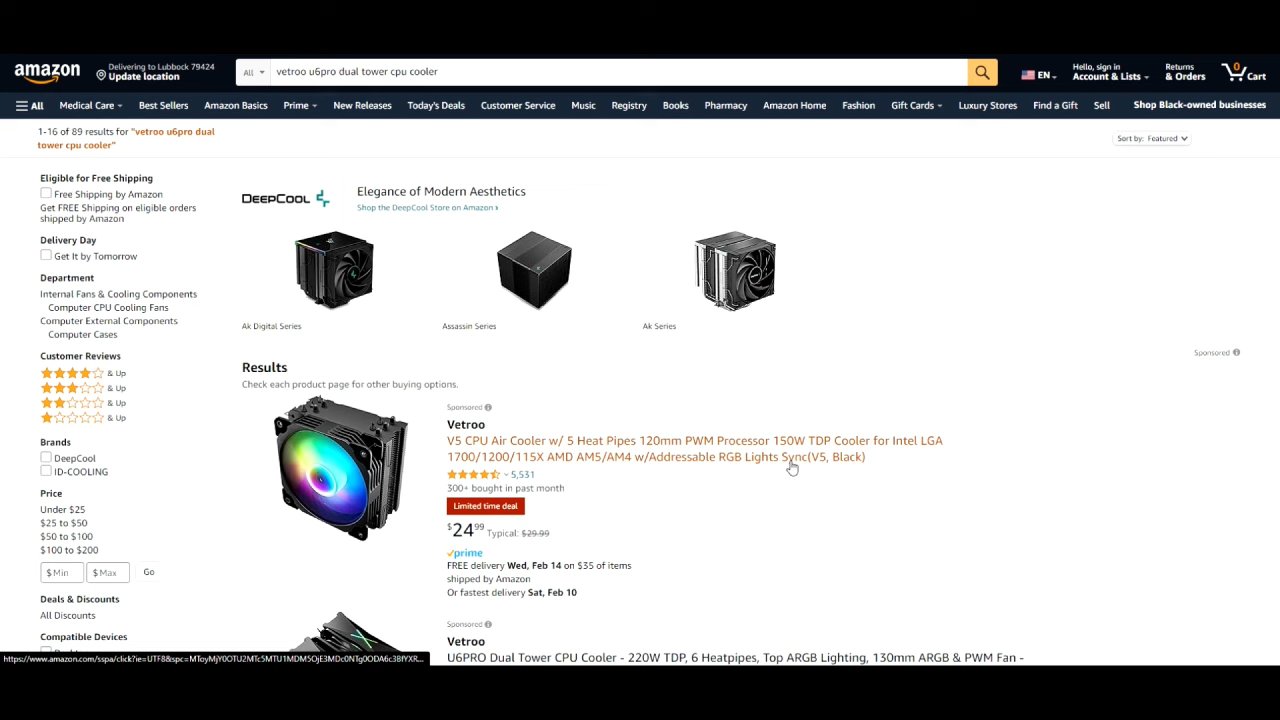 amazon
Delivering to Lubbock 79424
Update location
All
vetroo u6pro dual tower cpu cooler
EN
Hello, sign in
Account & Lists
Returns
& Orders
0
Cart
All
Medical Care
Best Sellers
Amazon Basics
Prime
New Releases
Today's Deals
Customer Service
Music
Registry
Books
Pharmacy
Amazon Home
Fashion
Gift Cards
Luxury Stores
Find a Gift
Sell
Shop Black-owned businesses
1-16 of 89 results for "vetroo u6pro dual
tower cpu cooler"
Sort by: Featured
Eligible for Free Shipping
Free Shipping by Amazon
Get FREE Shipping on eligible orders
shipped by Amazon
Delivery Day
Get It by Tomorrow
Department
Internal Fans & Cooling Components
Computer CPU Cooling Fans
Computer External Components
Computer Cases
Customer Reviews
& Up
& Up
& Up
& Up
Brands
DeepCool
ID-COOLING
Price
Under $25
$25 to $50
$50 to $100
$100 to $200
$ Min
$ Max
Go
Deals & Discounts
All Discounts
Compatible Devices
DEEPCOOL
Elegance of Modern Aesthetics
Shop the DeepCool Store on Amazon ›
Ak Digital Series
Assassin Series
Ak Series
Sponsored
Results
Check each product page for other buying options.
Sponsored
Vetroo
V5 CPU Air Cooler w/ 5 Heat Pipes 120mm PWM Processor 150W TDP Cooler for Intel LGA
1700/1200/115X AMD AM5/AM4 w/Addressable RGB Lights Sync(V5, Black)
5,531
300+ bought in past month
Limited time deal
$24.99 Typical: $29.99
prime
FREE delivery Wed, Feb 14 on $35 of items
shipped by Amazon
Or fastest delivery Sat, Feb 10
Sponsored
Vetroo
U6PRO Dual Tower CPU Cooler - 220W TDP, 6 Heatpipes, Top ARGB Lighting, 130mm ARGB & PWM Fan -